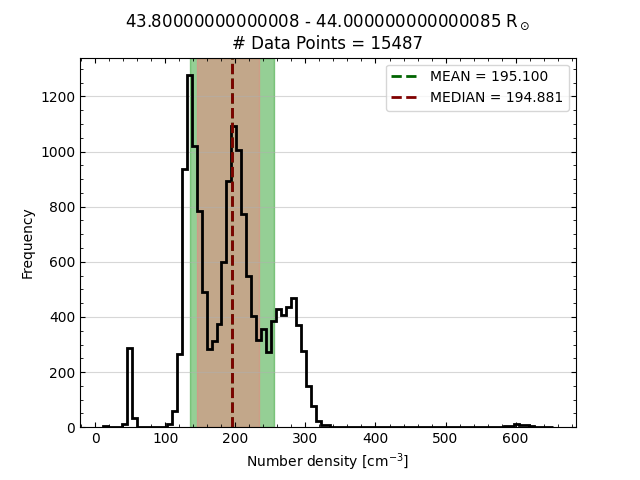 43.80000000000008 - 44.000000000000085 R⊙
# Data Points = 15487
MEAN = 195.100
MEDIAN = 194.881
1200
1000
800
600
400
200
0
Frequency
0 100 200 300 400 500 600
Number density [cm⁻³]